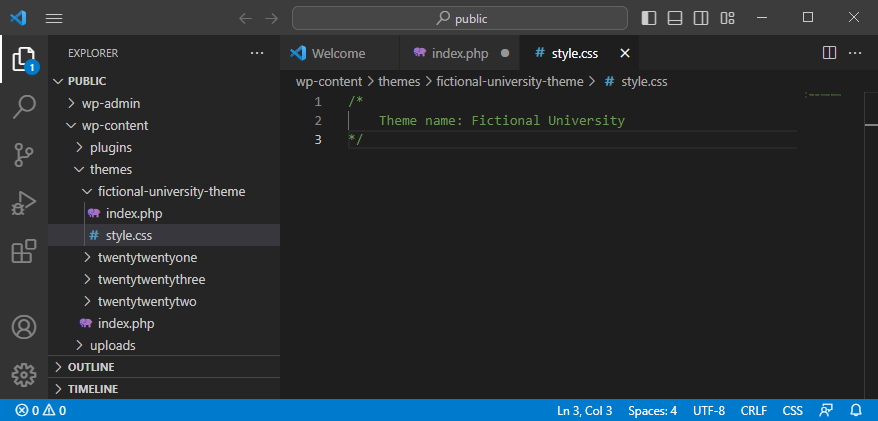 public
EXPLORER
PUBLIC
wp-admin
wp-content
plugins
themes
fictional-university-theme
index.php
style.css
twentytwentyone
twentytwentythree
twentytwentytwo
index.php
uploads
OUTLINE
TIMELINE
1
Welcome
index.php
# style.css
wp-content > themes > fictional-university-theme > # style.css
1 /*
2 Theme name: Fictional University
3 */
0 0
Ln 3, Col 3 Spaces: 4 UTF-8 CRLF CSS